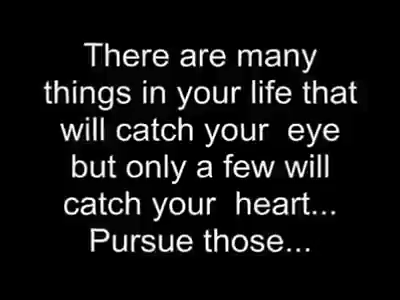 There are many
things in your life that
will catch your  eye
but only a few will
catch your  heart...
Pursue those...